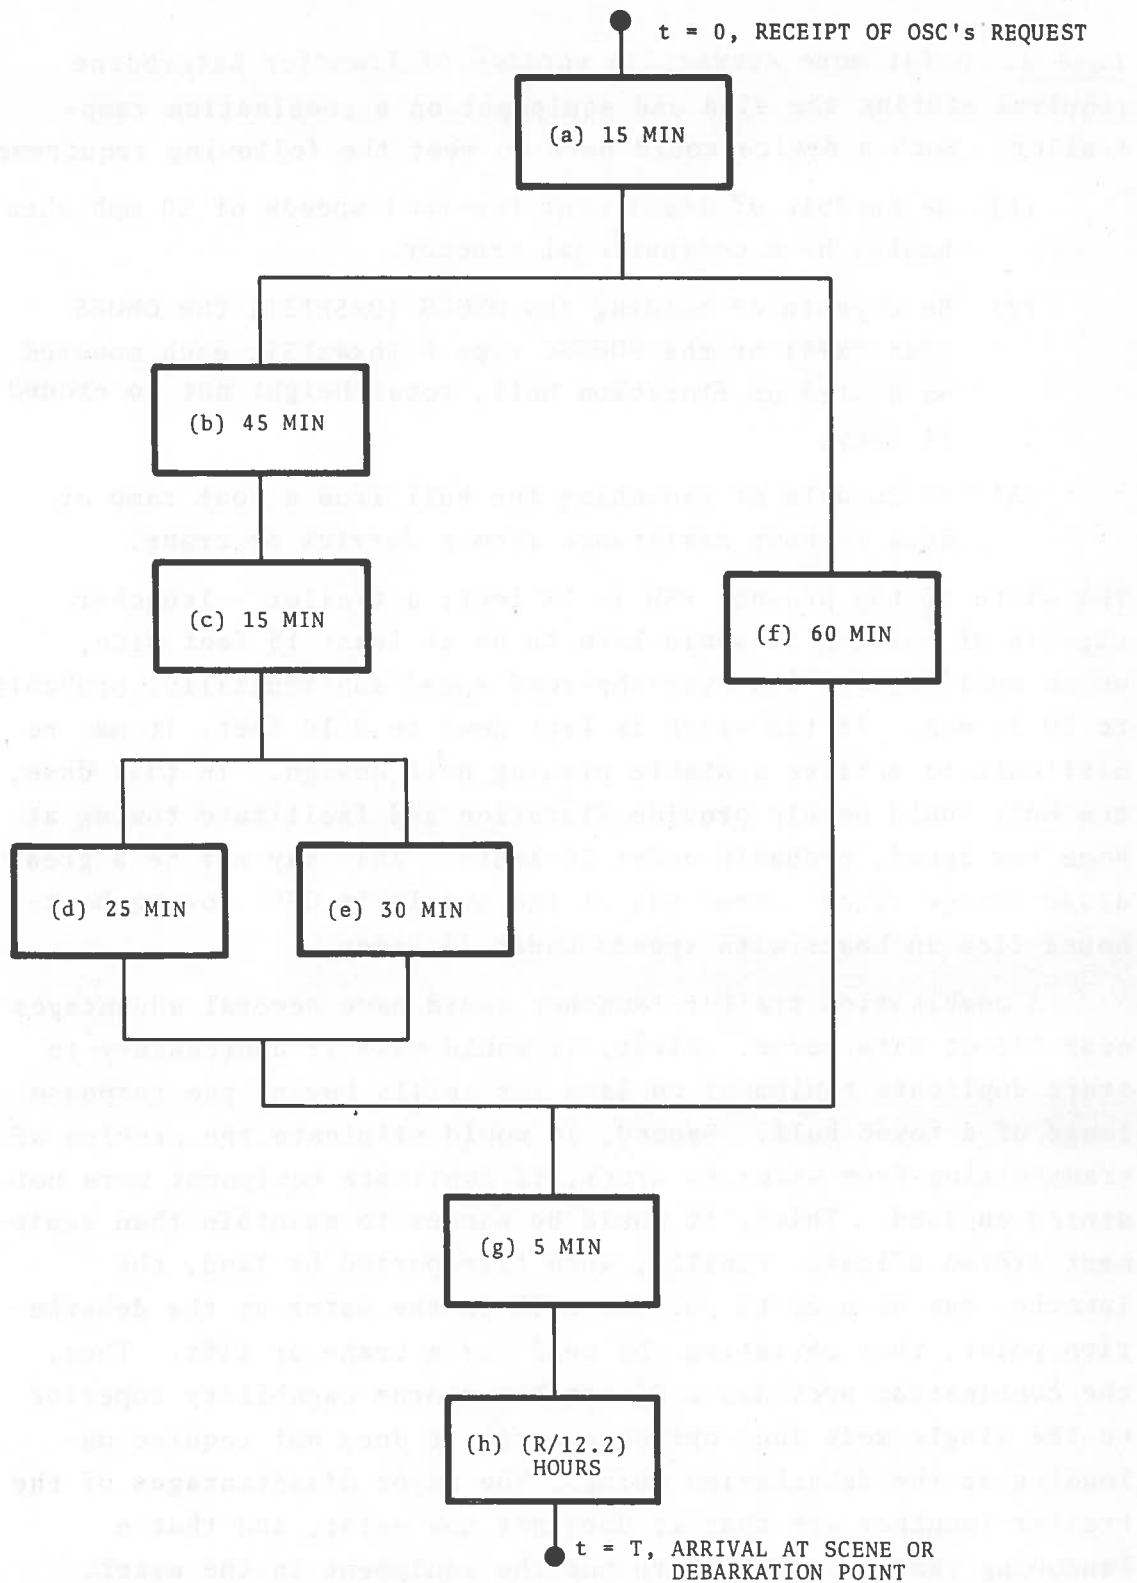 t = 0, RECEIPT OF OSC's REQUEST
(a) 15 MIN
(b) 45 MIN
(c) 15 MIN
(f) 60 MIN
(d) 25 MIN
(e) 30 MIN
(g) 5 MIN
(h) (R/12.2)
HOURS
t = T, ARRIVAL AT SCENE OR
DEBARKATION POINT